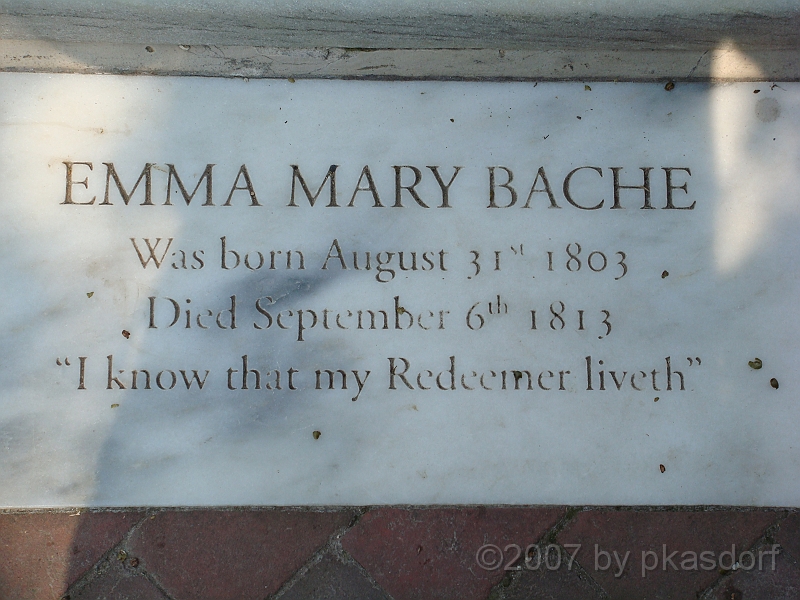 EMMA MARY BACHE
Was born August 31st 1803
Died September 6th 1813
“I know that my Redeemer liveth”
©2007 by pkasdorf